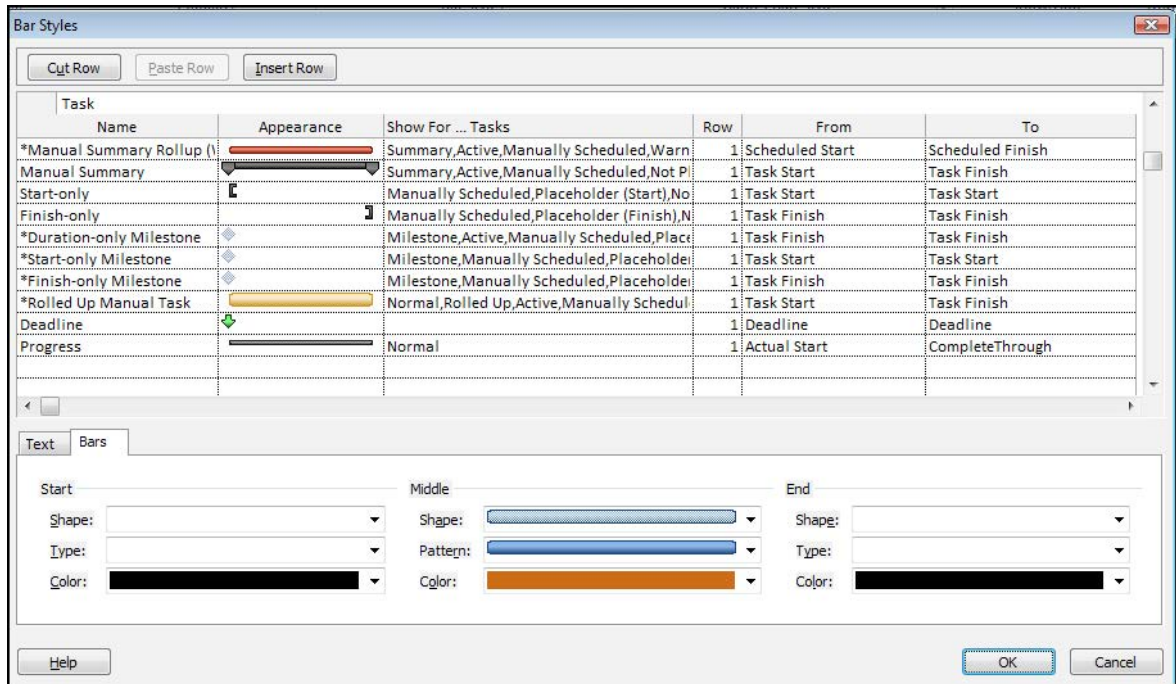 Bar Styles
Cut Row Paste Row Insert Row
Task
Name Appearance Show For ... Tasks Row From To
*Manual Summary Rollup ( Summary,Active,Manually Scheduled,Warn 1 Scheduled Start Scheduled Finish
Manual Summary Summary,Active,Manually Scheduled,Not Pl 1 Task Start Task Finish
Start-only Manually Scheduled,Placeholder (Start),No 1 Task Start Task Start
Finish-only Manually Scheduled,Placeholder (Finish),N 1 Task Finish Task Finish
*Duration-only Milestone Milestone,Active,Manually Scheduled,Place 1 Task Finish Task Finish
*Start-only Milestone Milestone,Manually Scheduled,Placeholder 1 Task Start Task Start
*Finish-only Milestone Milestone,Manually Scheduled,Placeholder 1 Task Finish Task Finish
*Rolled Up Manual Task Normal,Rolled Up,Active,Manually Schedul 1 Task Start Task Finish
Deadline 1 Deadline Deadline
Progress Normal 1 Actual Start CompleteThrough
Text Bars
Start Middle End
Shape: Shape: Shape:
Type: Pattern: Type:
Color: Color: Color:
Help OK Cancel